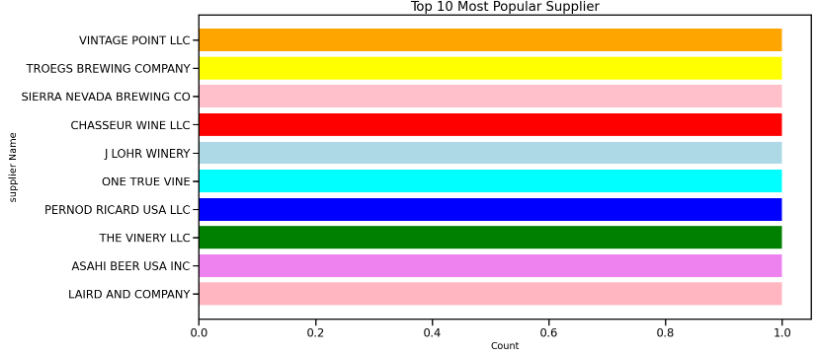 Top 10 Most Popular Supplier
supplier Name
VINTAGE POINT LLC
TROEGS BREWING COMPANY
SIERRA NEVADA BREWING CO
CHASSEUR WINE LLC
J LOHR WINERY
ONE TRUE VINE
PERNOD RICARD USA LLC
THE VINERY LLC
ASAHI BEER USA INC
LAIRD AND COMPANY
0.0 0.2 0.4 0.6 0.8 1.0
Count